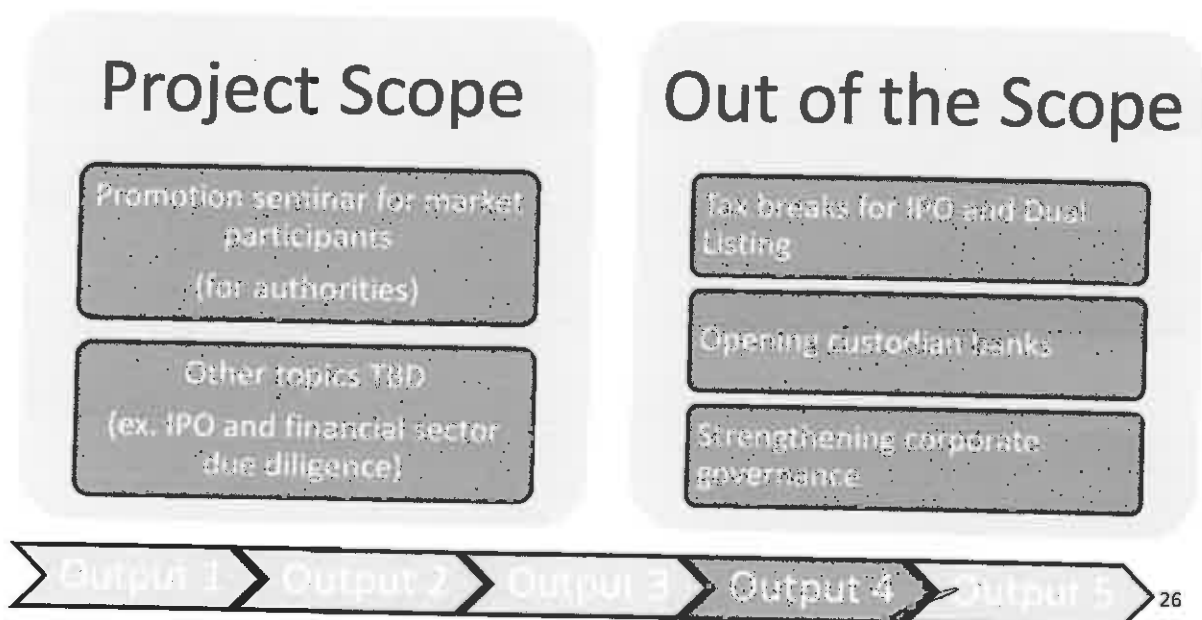 Project Scope
Promotion seminar for market
participants
(for authorities)
Other topics TBD
(ex. IPO and financial sector
due diligence)
Out of the Scope
Tax breaks for IPO and Dual
Listing
Opening custodian banks
Strengthening corporate
governance
Output 1
Output 2
Output 3
Output 4
Output 5
26